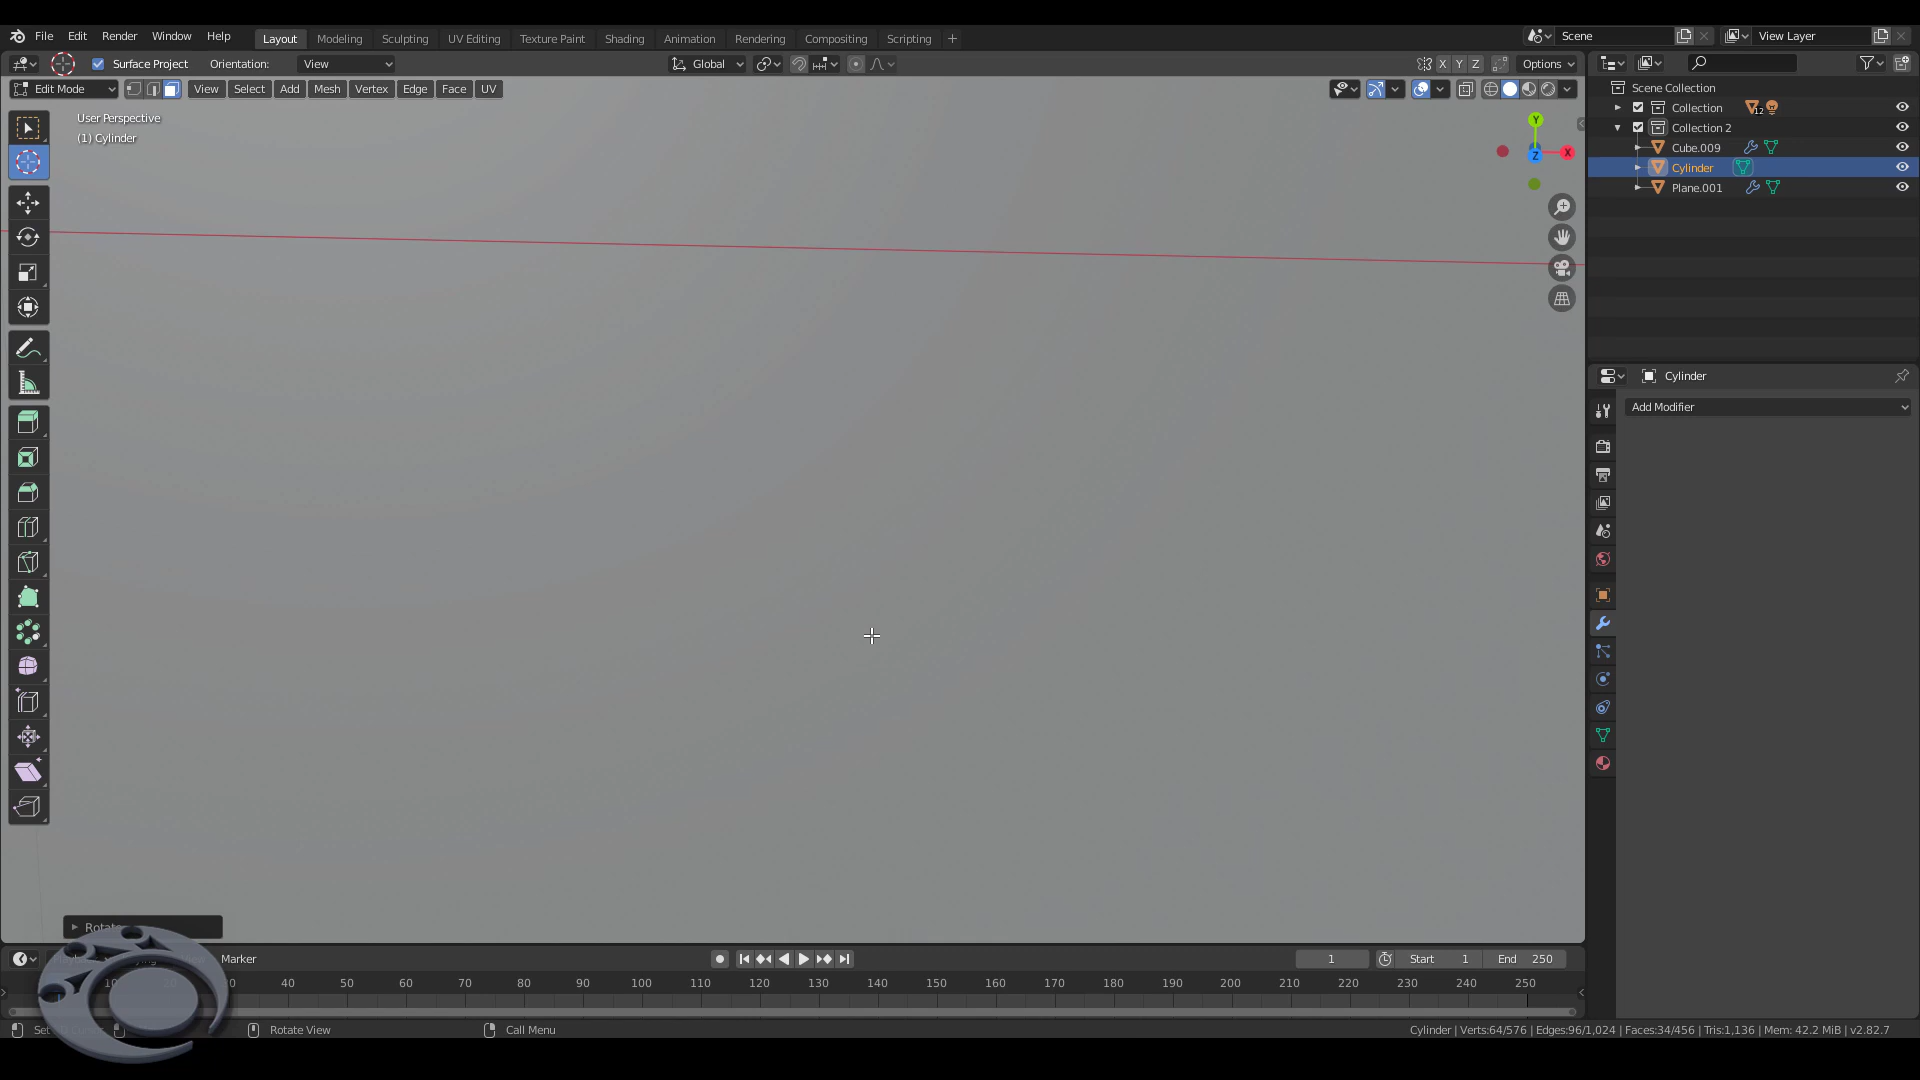 File Edit Render Window Help Layout Modeling Sculpting UV Editing Texture Paint Shading Animation Rendering Compositing Scripting + Scene View Layer
Surface Project Orientation: View Global X Y Z Options
Edit Mode View Select Add Mesh Vertex Edge Face UV
Scene Collection
User Perspective
(1) Cylinder
Collection 12
Collection 2
Cube.009
Cylinder
Plane.001
Y
X
Z
Cylinder
Add Modifier
Marker
1 Start 1 End 250
40 50 60 70 80 90 100 110 120 130 140 150 160 170 180 190 200 210 220 230 240 250
Rotate View Call Menu
Cylinder | Verts:64/576 | Edges:96/1,024 | Faces:34/456 | Tris:1,136 | Mem: 42.2 MiB | v2.82.7